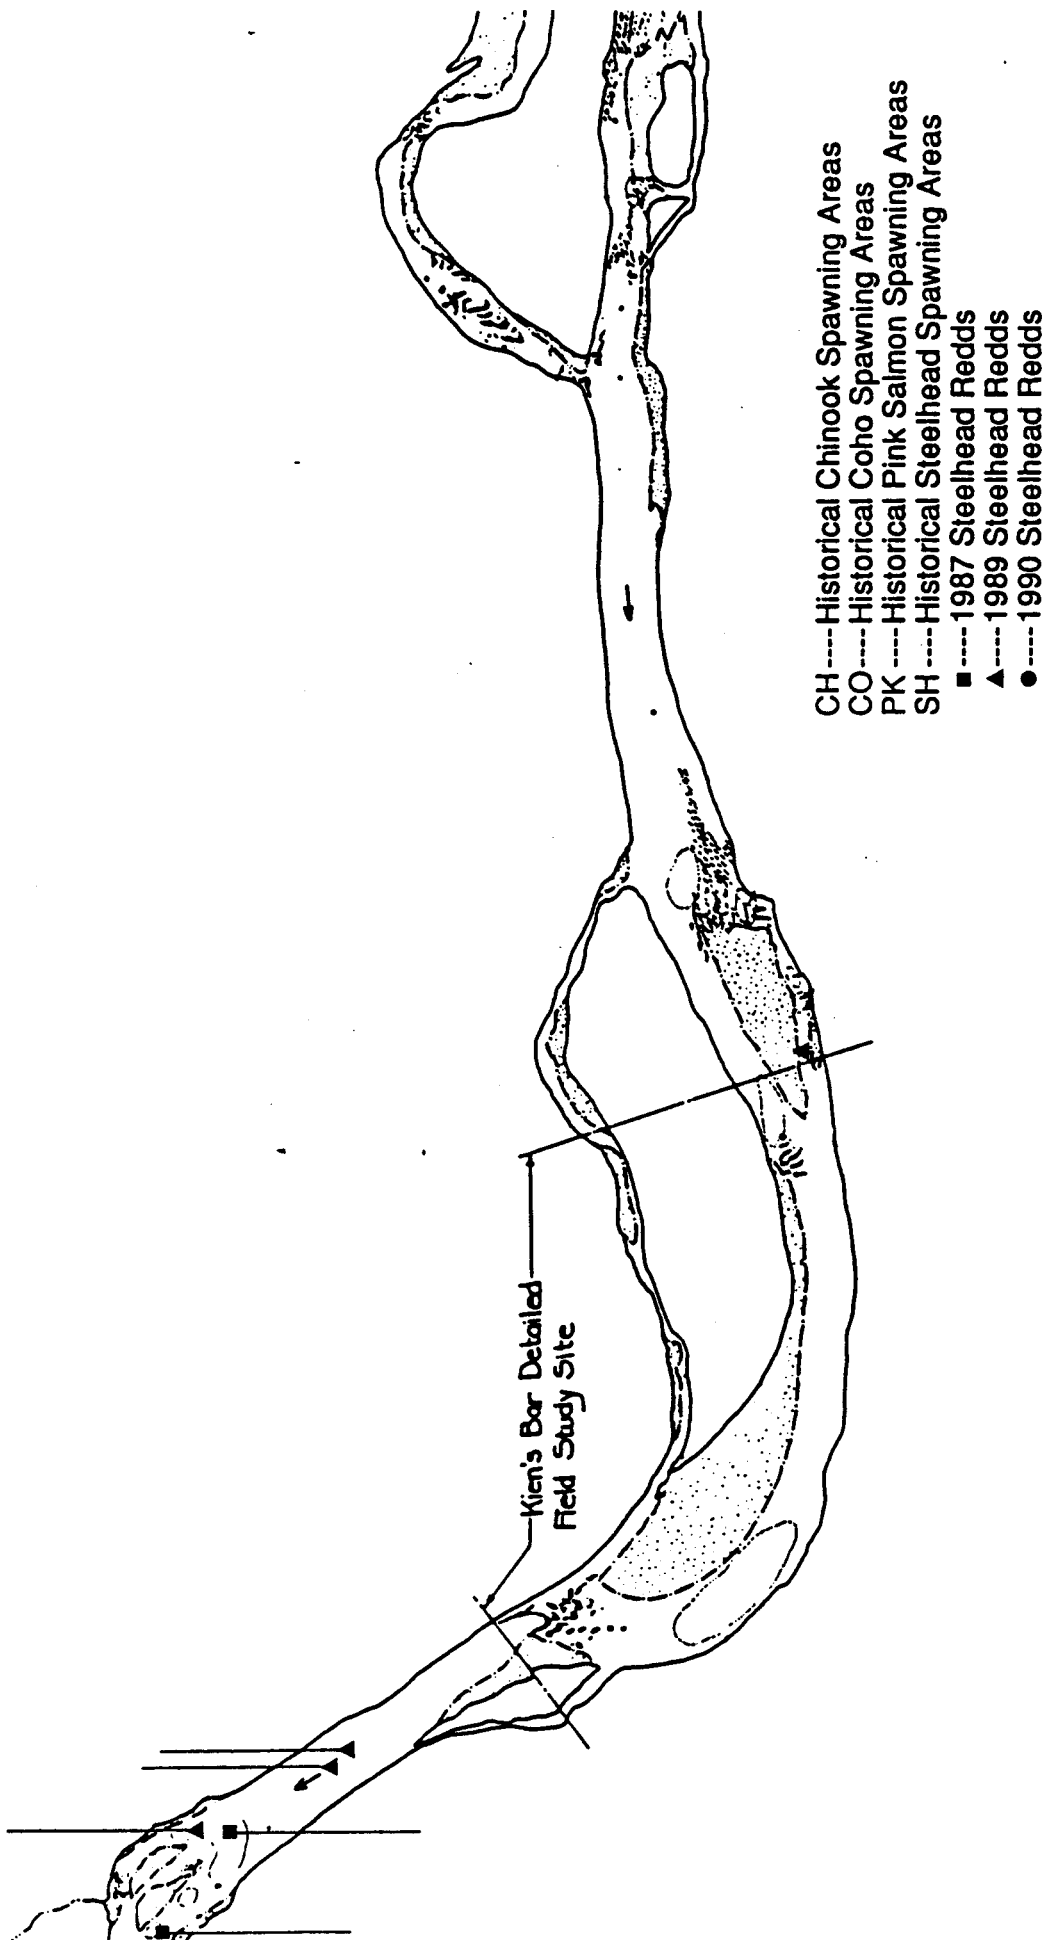 Kien's Bar Detailed
Field Study Site
CH ----Historical Chinook Spawning Areas
CO ----Historical Coho Spawning Areas
PK ----Historical Pink Salmon Spawning Areas
SH ----Historical Steelhead Spawning Areas
■ ----1987 Steelhead Redds
▲ ----1989 Steelhead Redds
● ----1990 Steelhead Redds